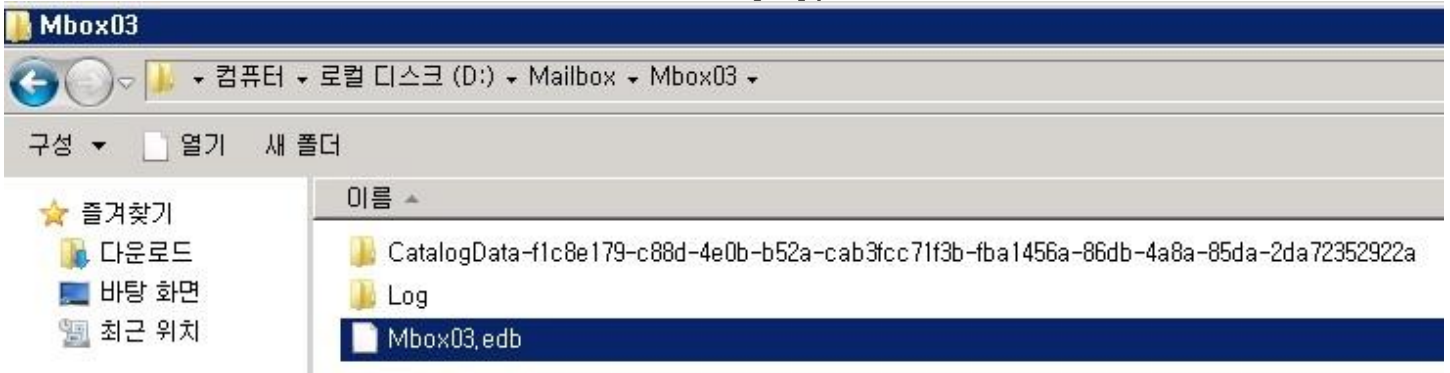 Mbox03
컴퓨터 로컬 디스크 (D:) Mailbox Mbox03
구성 열기 새 폴더
이름
즐겨찾기
다운로드
바탕 화면
최근 위치
CatalogData-f1c8e179-c88d-4e0b-b52a-cab3fcc71f3b-fba1456a-86db-4a8a-85da-2da72352922a
Log
Mbox03.edb